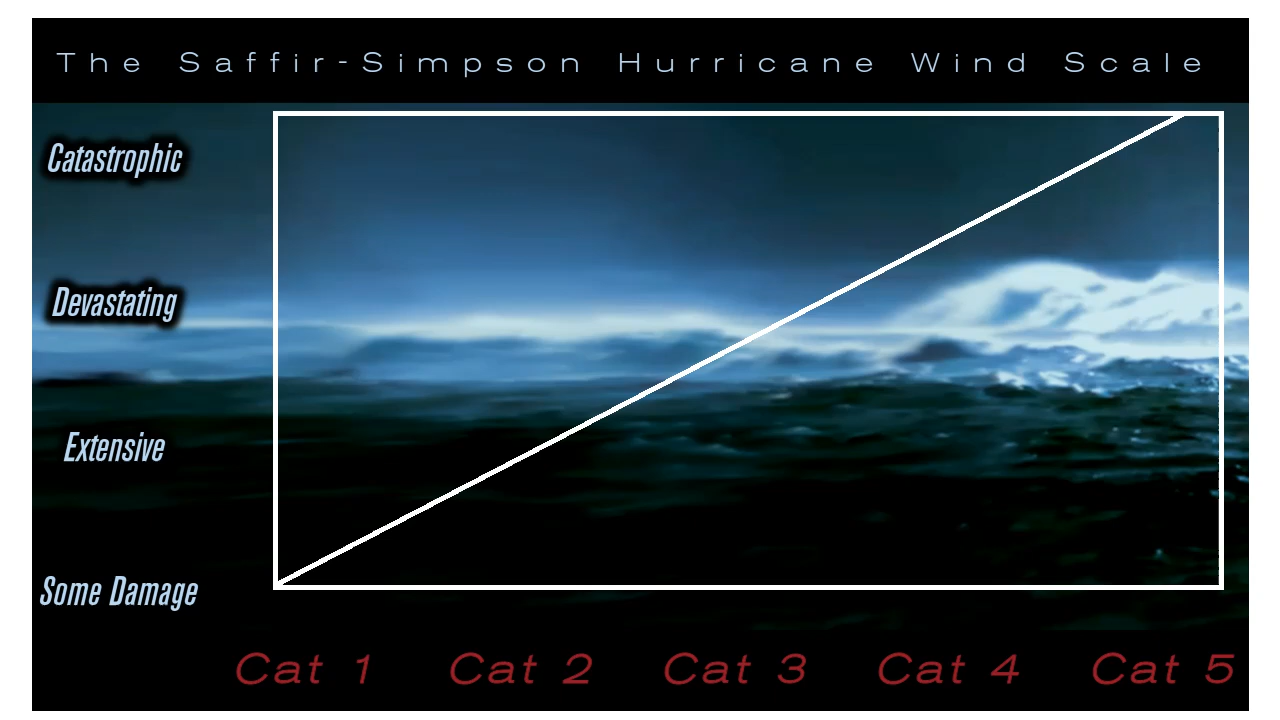 The Saffir-Simpson Hurricane Wind Scale
Catastrophic
Devastating
Extensive
Some Damage
Cat 1 Cat 2 Cat 3 Cat 4 Cat 5